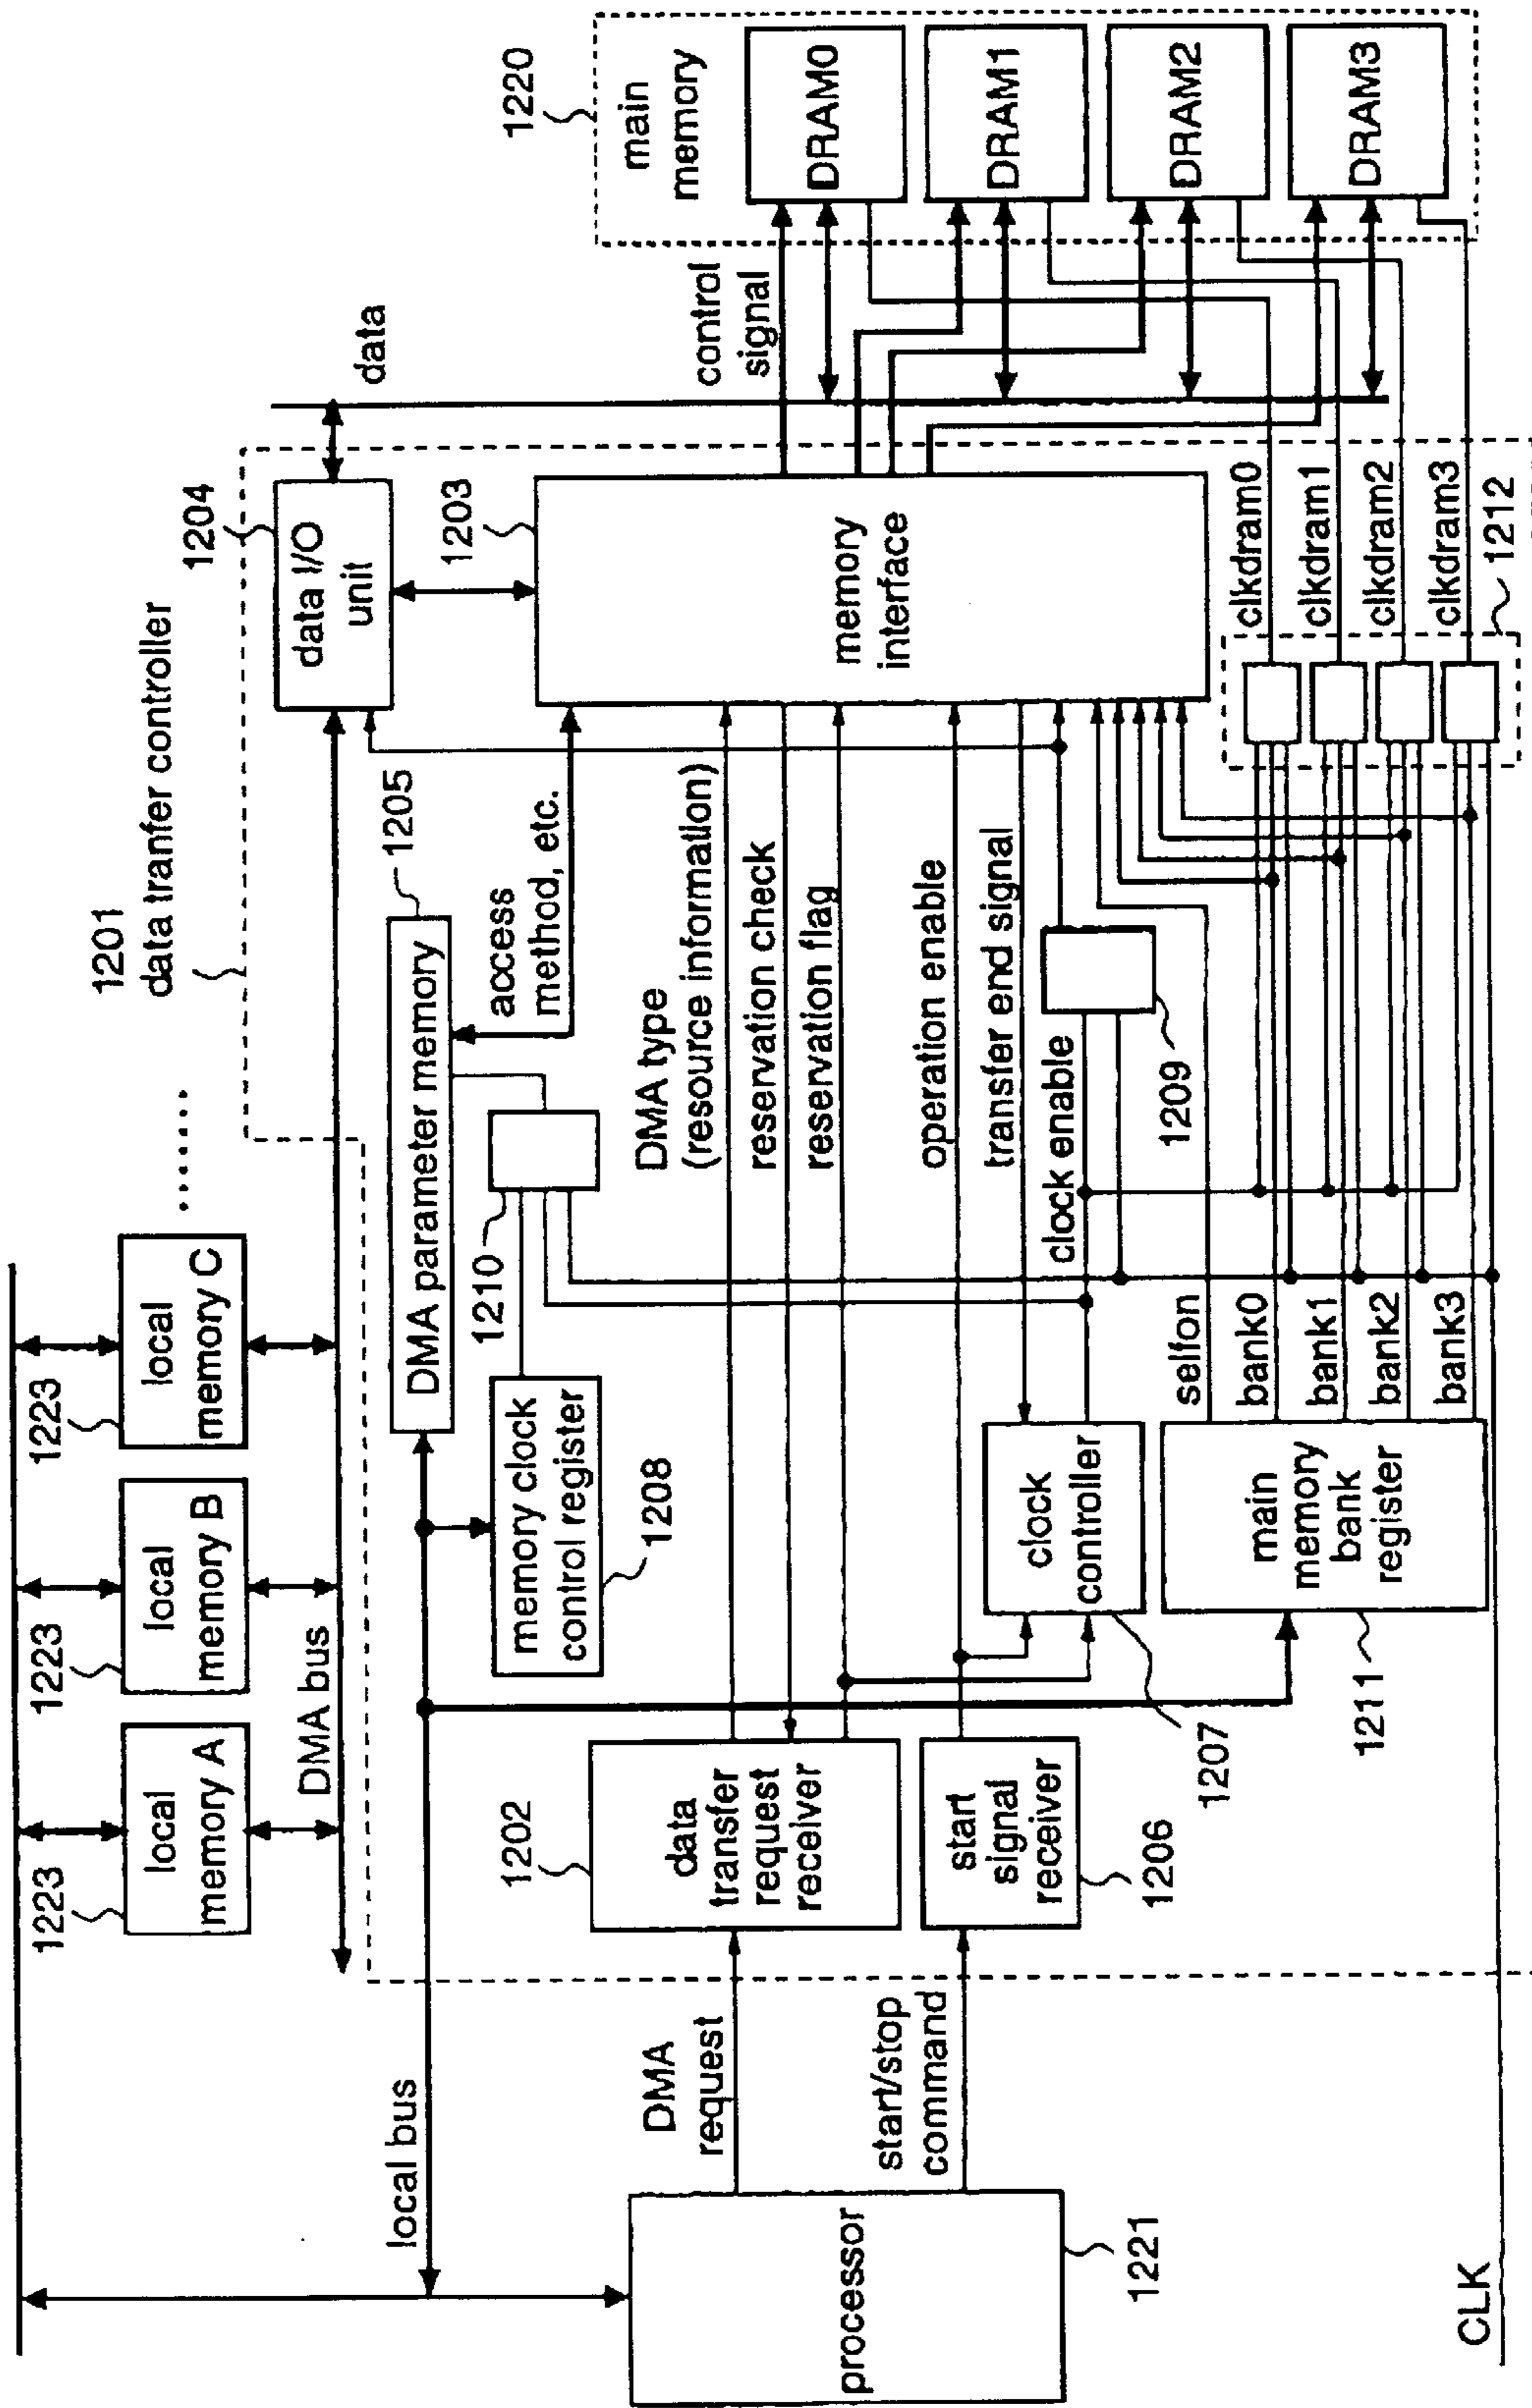 1201
data tranfer controller
1220
main
memory
DRAM0
DRAM1
DRAM2
DRAM3
data
control
signal
1204
data I/O
unit
1203
memory
interface
clkdram0
clkdram1
clkdram2
clkdram3
1212
1205
DMA parameter memory
access
method, etc.
DMA type
(resource information)
reservation check
reservation flag
operation enable
transfer end signal
clock enable
1209
1210
......
local
memory C
1223
local
memory B
1223
local
memory A
1223
DMA bus
memory clock
control register
1208
clock
controller
1207
selfon
bank0
bank1
bank2
bank3
main
memory
bank
register
1211
1202
data
transfer
request
receiver
start
signal
receiver
1206
local bus
DMA
request
start/stop
command
processor
1221
CLK